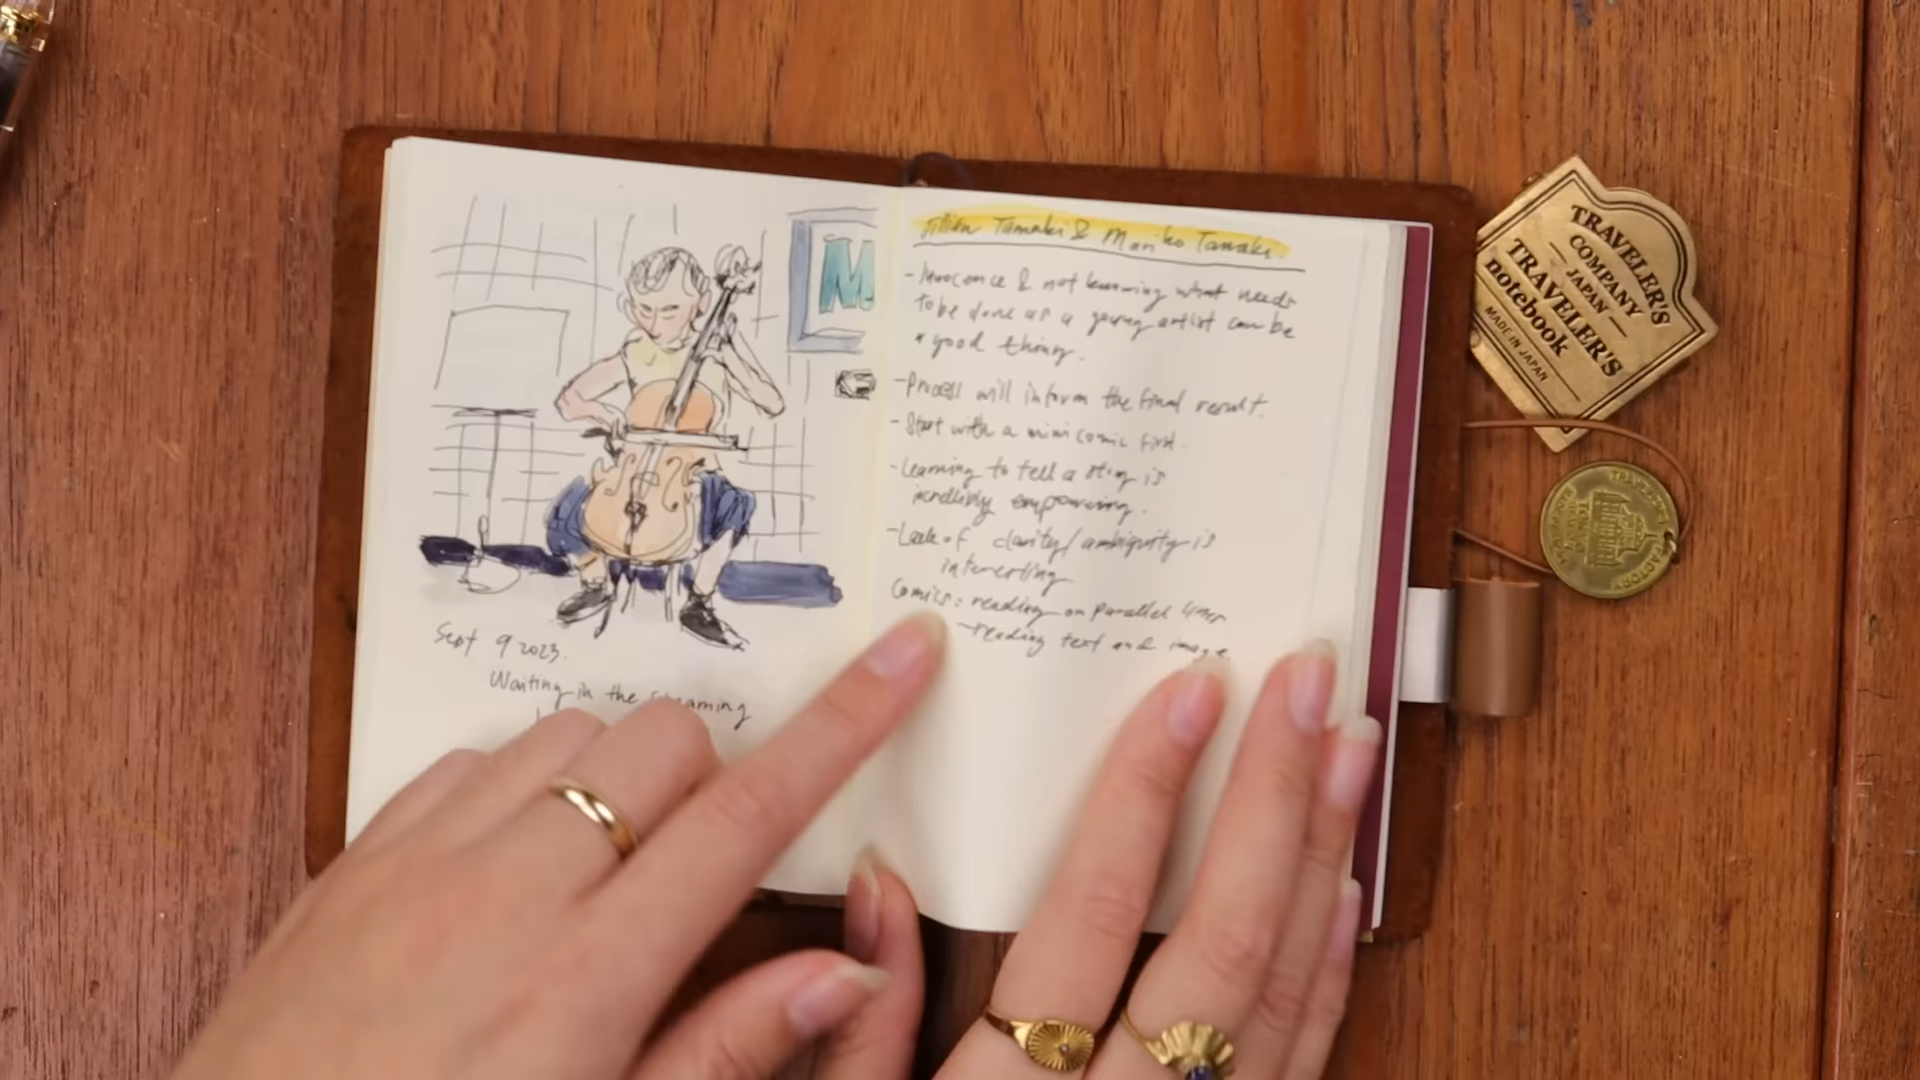 M
Sept 9 2023.
Waiting in the
Jillian Tamaki & Mariko Tamaki
- Innocence & not knowing what needs
to be done as a young artist can be
a good thing.
- Process will inform the final result.
- Start with a mini comic first.
- Learning to tell a story is
incredibly empowering.
- Lack of clarity/ambiguity is
interesting.
Comics: reading on parallel lines
- reading text and image.
TRAVELER'S
COMPANY
JAPAN
TRAVELER'S
notebook
MADE IN JAPAN
TRAVELER'S
FACTORY